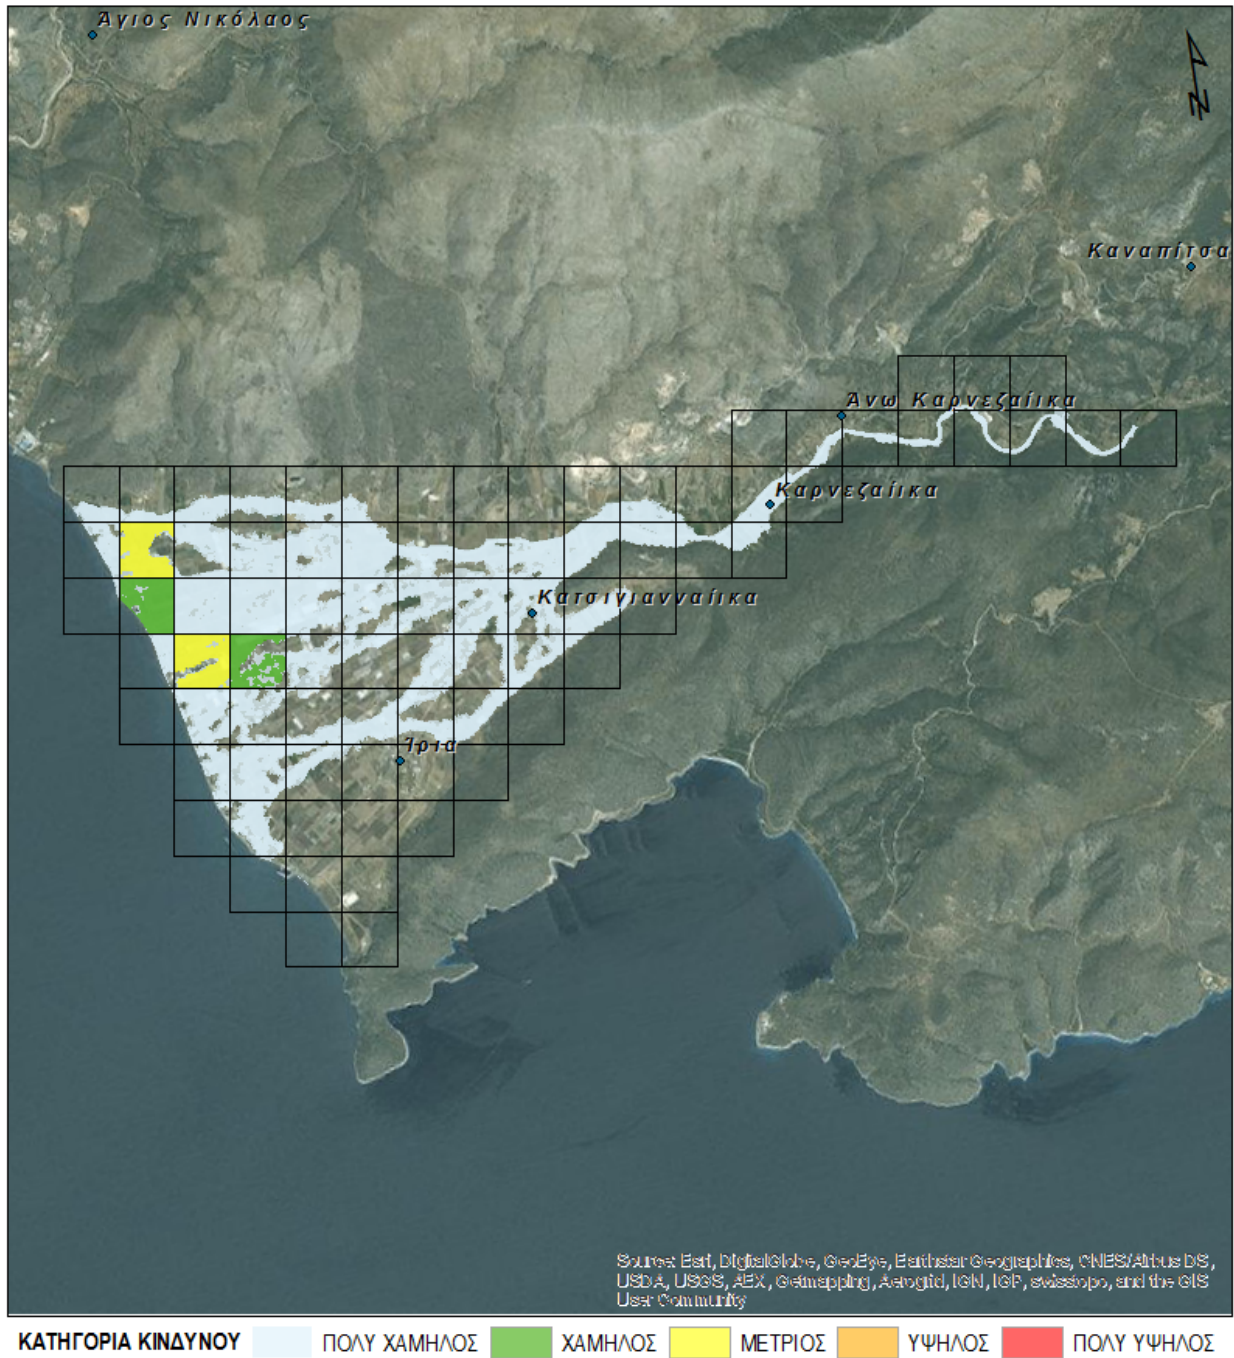 Άγιος Νικόλαος
N
Καναπίτσα
Άνω Καρνεζαίικα
Καρνεζαίικα
Κατσιγιανναίικα
Ίρια
Source: Esri, DigitalGlobe, GeoEye, Earthstar Geographics, CNES/Airbus DS,
USDA, USGS, AEX, Getmapping, Aerogrid, IGN, IGP, swisstopo, and the GIS
User Community
ΚΑΤΗΓΟΡΙΑ ΚΙΝΔΥΝΟΥ ΠΟΛΥ ΧΑΜΗΛΟΣ ΧΑΜΗΛΟΣ ΜΕΤΡΙΟΣ ΥΨΗΛΟΣ ΠΟΛΥ ΥΨΗΛΟΣ